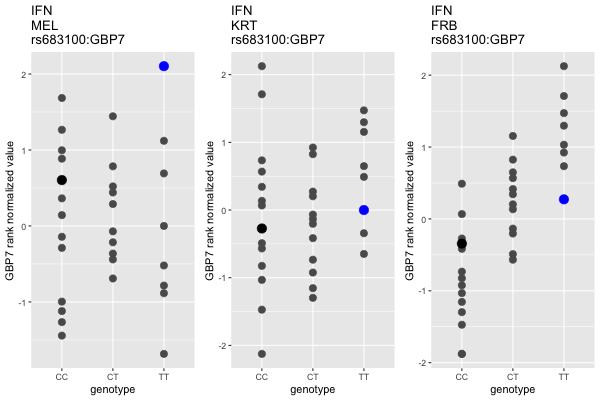 IFN
MEL
rs683100:GBP7
GBP7 rank normalized value
2
1
0
-1
CC
CT
TT
genotype
IFN
KRT
rs683100:GBP7
GBP7 rank normalized value
2
1
0
-1
-2
CC
CT
TT
genotype
IFN
FRB
rs683100:GBP7
GBP7 rank normalized value
2
1
0
-1
-2
CC
CT
TT
genotype